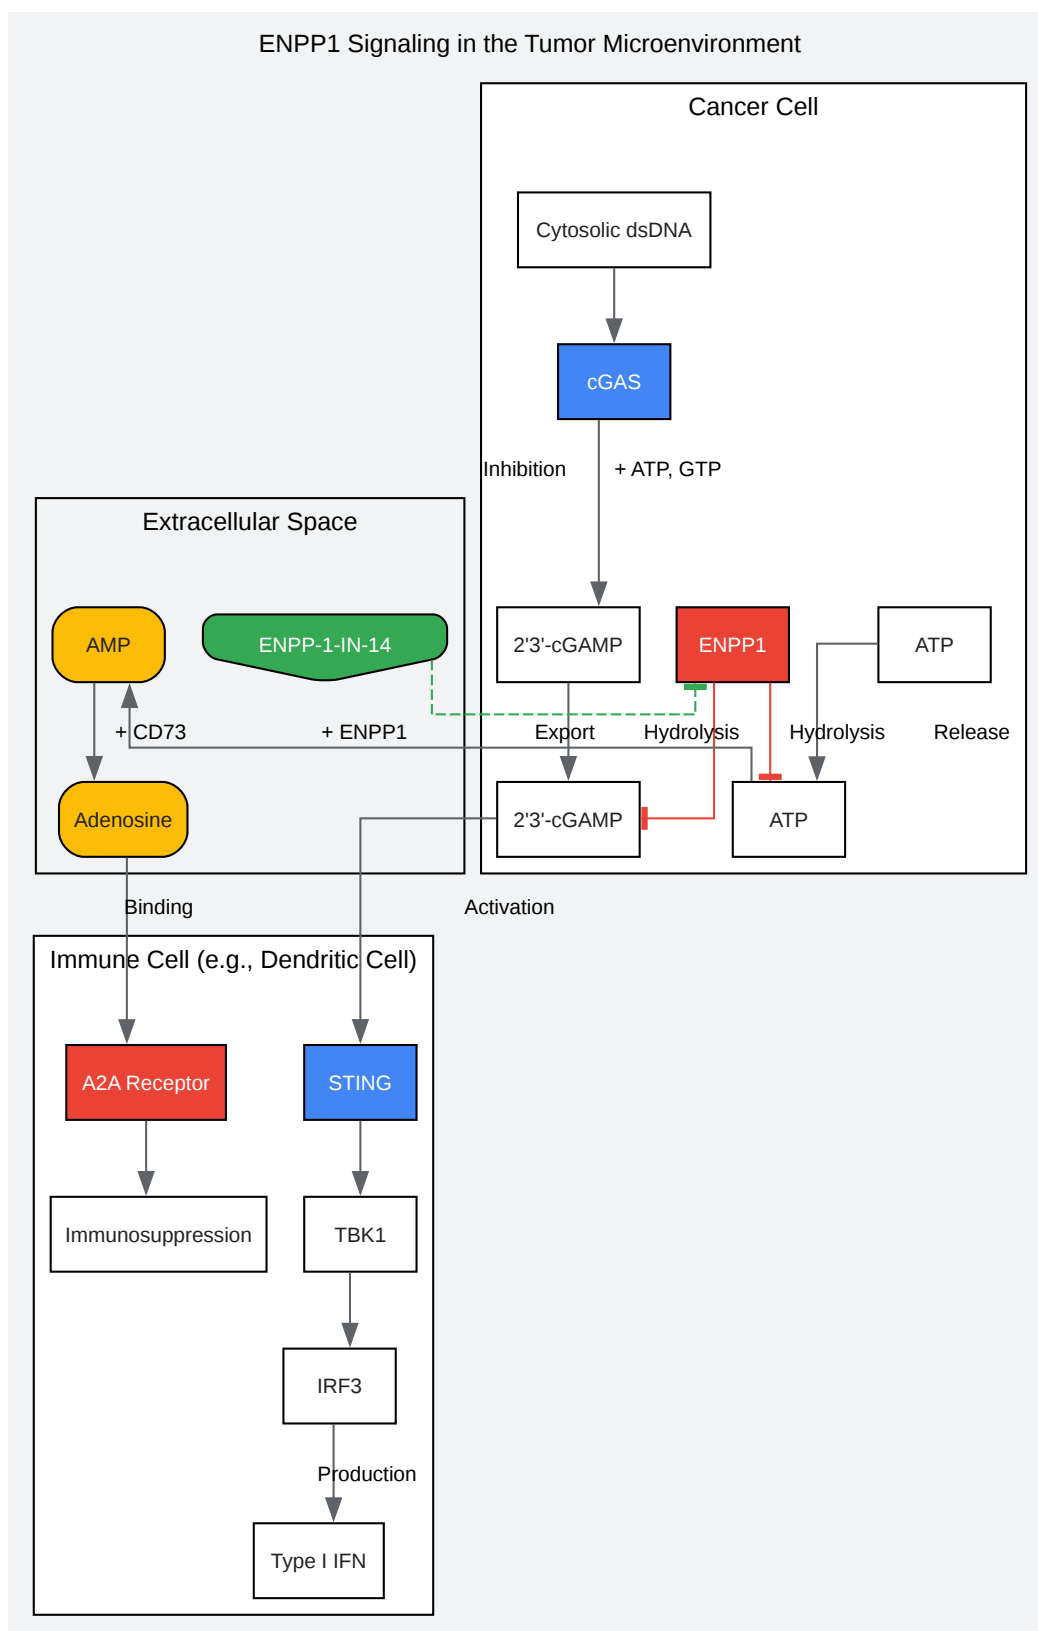 ENPP1 Signaling in the Tumor Microenvironment
Cancer Cell
Cytosolic dsDNA
cGAS
Inhibition
+ ATP, GTP
Extracellular Space
AMP
ENPP-1-IN-14
2'3'-cGAMP
ENPP1
ATP
+ CD73
+ ENPP1
Export
Hydrolysis
Hydrolysis
Release
Adenosine
2'3'-cGAMP
ATP
Binding
Activation
Immune Cell (e.g., Dendritic Cell)
A2A Receptor
STING
Immunosuppression
TBK1
IRF3
Production
Type I IFN